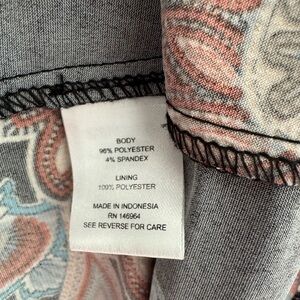 BODY
96% POLYESTER
4% SPANDEX
LINING
100% POLYESTER
MADE IN INDONESIA
RN 146964
SEE REVERSE FOR CARE